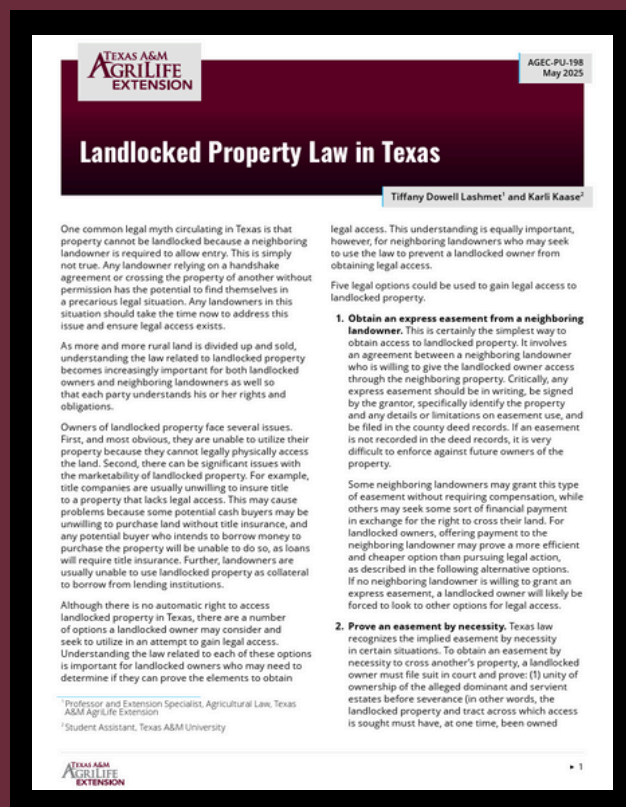 TEXAS A&M
AGRILIFE
EXTENSION
AGEC-PU-198
May 2025
Landlocked Property Law in Texas
Tiffany Dowell Lashmet¹ and Karli Kaase²
One common legal myth circulating in Texas is that
property cannot be landlocked because a neighboring
landowner is required to allow entry. This is simply
not true. Any landowner relying on a handshake
agreement or crossing the property of another without
permission has the potential to find themselves in
a precarious legal situation. Any landowners in this
situation should take the time now to address this
issue and ensure legal access exists.
As more and more rural land is divided up and sold,
understanding the law related to landlocked property
becomes increasingly important for both landlocked
owners and neighboring landowners as well so
that each party understands his or her rights and
obligations.
Owners of landlocked property face several issues.
First, and most obvious, they are unable to utilize their
property because they cannot legally physically access
the land. Second, there can be significant issues with
the marketability of landlocked property. For example,
title companies are usually unwilling to insure title
to a property that lacks legal access. This may cause
problems because some potential cash buyers may be
unwilling to purchase land without title insurance, and
any potential buyer who intends to borrow money to
purchase the property will be unable to do so, as loans
will require title insurance. Further, landowners are
usually unable to use landlocked property as collateral
to borrow from lending institutions.
Although there is no automatic right to access
landlocked property in Texas, there are a number
of options a landlocked owner may consider and
seek to utilize in an attempt to gain legal access.
Understanding the law related to each of these options
is important for landlocked owners who may need to
determine if they can prove the elements to obtain
¹ Professor and Extension Specialist, Agricultural Law, Texas
A&M AgriLife Extension
² Student Assistant, Texas A&M University
legal access. This understanding is equally important,
however, for neighboring landowners who may seek
to use the law to prevent a landlocked owner from
obtaining legal access.
Five legal options could be used to gain legal access to
landlocked property.
1. Obtain an express easement from a neighboring
landowner. This is certainly the simplest way to
obtain access to landlocked property. It involves
an agreement between a neighboring landowner
who is willing to give the landlocked owner access
through the neighboring property. Critically, any
express easement should be in writing, be signed
by the grantor, specifically identify the property
and any details or limitations on easement use, and
be filed in the county deed records. If an easement
is not recorded in the deed records, it is very
difficult to enforce against future owners of the
property.
Some neighboring landowners may grant this type
of easement without requiring compensation, while
others may seek some sort of financial payment
in exchange for the right to cross their land. For
landlocked owners, offering payment to the
neighboring landowner may prove a more efficient
and cheaper option than pursuing legal action,
as described in the following alternative options.
If no neighboring landowner is willing to grant an
express easement, a landlocked owner will likely be
forced to look to other options for legal access.
2. Prove an easement by necessity. Texas law
recognizes the implied easement by necessity
in certain situations. To obtain an easement by
necessity to cross another's property, a landlocked
owner must file suit in court and prove: (1) unity of
ownership of the alleged dominant and servient
estates before severance (in other words, the
landlocked property and tract across which access
is sought must have, at one time, been owned
TEXAS A&M
AGRILIFE
EXTENSION
▸ 1